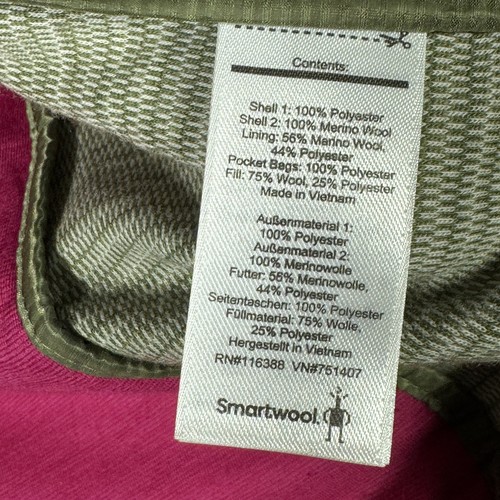 Contents:
Shell 1: 100% Polyester
Shell 2: 100% Merino Wool
Lining: 56% Merino Wool,
44% Polyester
Pocket Bags: 100% Polyester
Fill: 75% Wool, 25% Polyester
Made in Vietnam
Außenmaterial 1:
100% Polyester
Außenmaterial 2:
100% Merinowolle
Futter: 56% Merinowolle,
44% Polyester
Seitentaschen: 100% Polyester
Füllmaterial: 75% Wolle,
25% Polyester
Hergestellt in Vietnam
RN#116388 VN#751407
Smartwool.